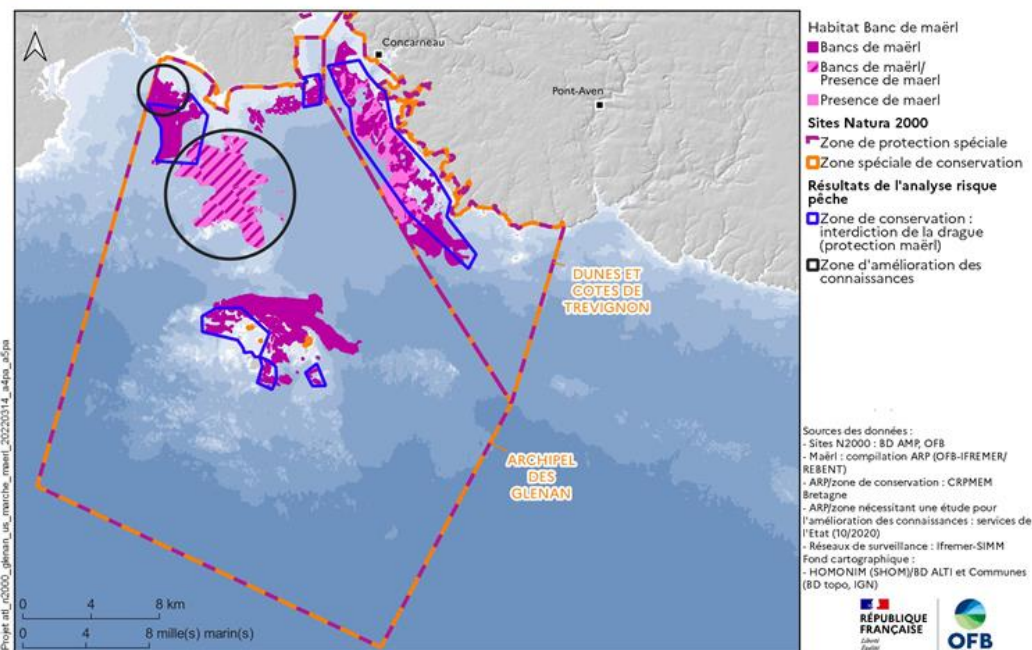 Concarneau
Pont-Aven
DUNES ET
COTES DE
TREVIGNON
ARCHIPEL
DES
GLENAN
0 4 8 km
0 4 8 mille(s) marin(s)
Projet atl_n2000_glenan_us_marche_maerl_20220314_a4pa_a5pa
Habitat Banc de maërl
Bancs de maërl
Bancs de maërl/
Presence de maerl
Presence de maerl
Sites Natura 2000
Zone de protection spéciale
Zone spéciale de conservation
Résultats de l'analyse risque
pêche
Zone de conservation :
interdiction de la drague
(protection maërl)
Zone d'amélioration des
connaissances
Sources des données :
- Sites N2000 : BD AMP, OFB
- Maërl : compilation ARP (OFB-IFREMER/
REBENT)
- ARP/zone de conservation : CRPMEM
Bretagne
- ARP/zone nécessitant une étude pour
l'amélioration des connaissances : services de
l'Etat (10/2020)
- Réseaux de surveillance : Ifremer-SIMM
Fond cartographique :
- HOMONIM (SHOM)/BD ALTI et Communes
(BD topo, IGN)
RÉPUBLIQUE
FRANÇAISE
Liberté
Égalité
OFB